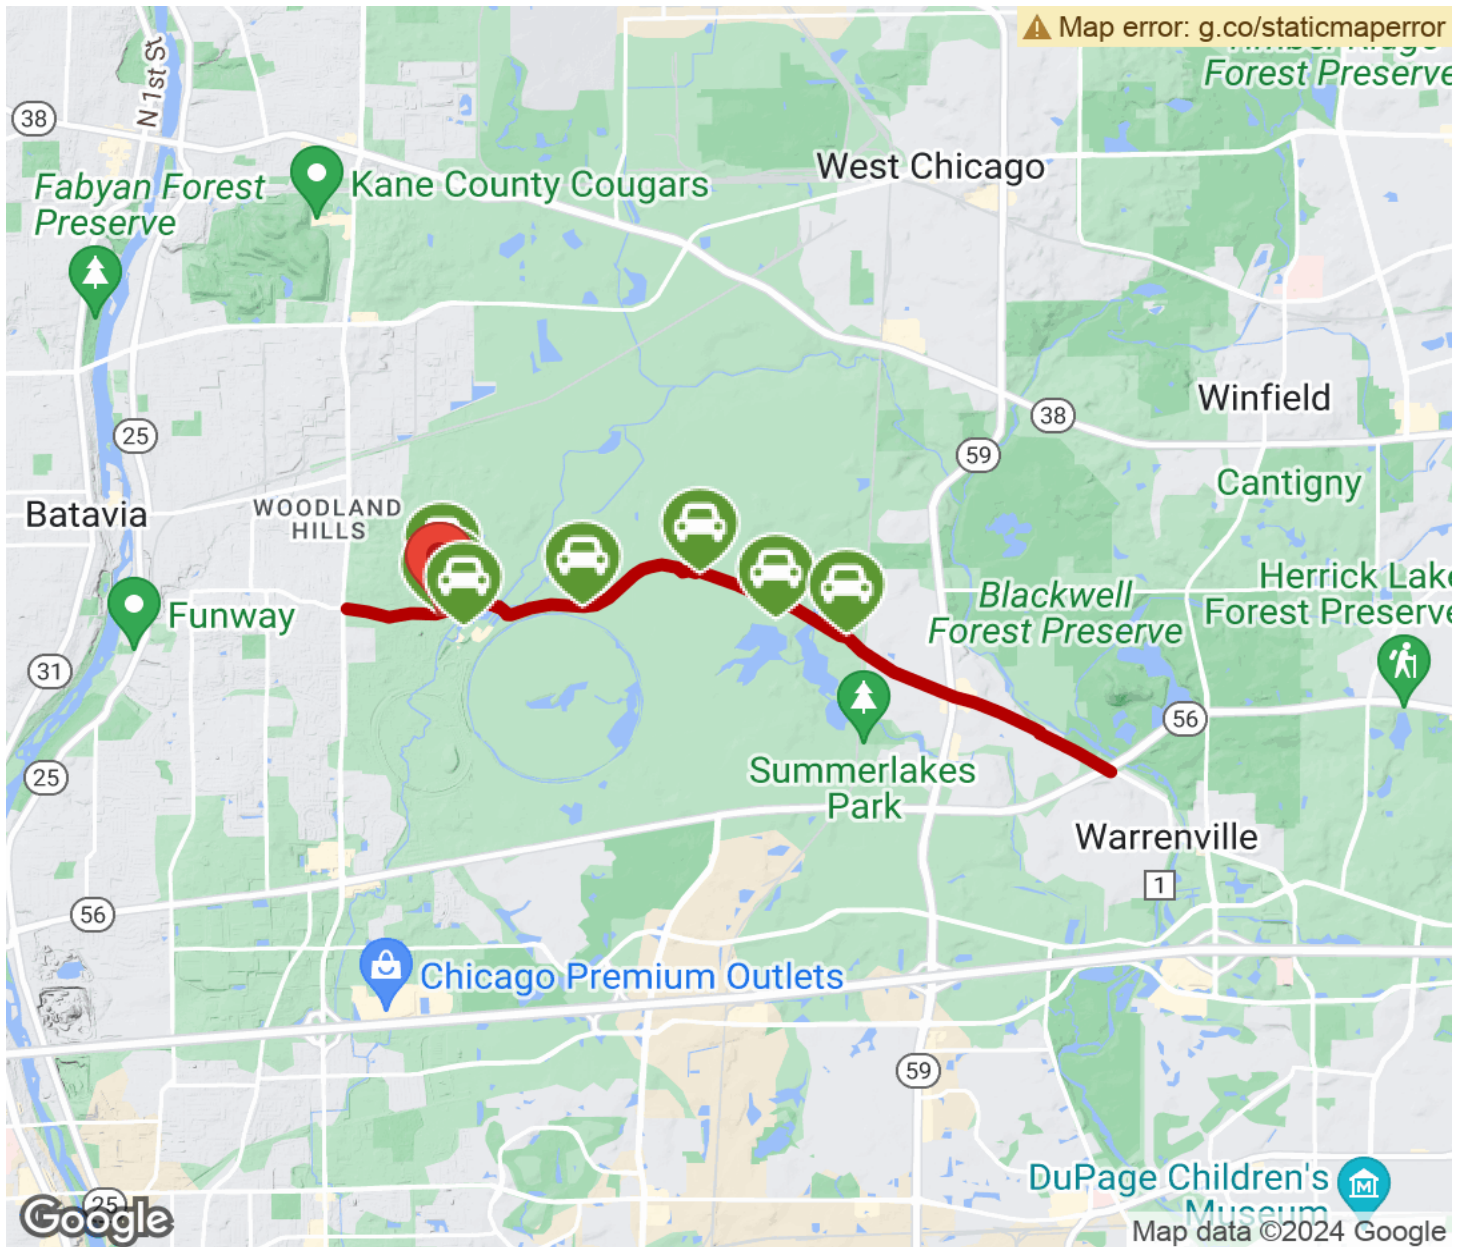 Map error: g.co/staticmaperror
Forest Preserve
N 1st St
38
West Chicago
Fabyan Forest
Preserve
Kane County Cougars
Winfield
38
25
59
Cantigny
Batavia
WOODLAND
HILLS
Herrick Lake
Forest Preserve
Blackwell
Forest Preserve
Funway
31
56
25
Summerlakes
Park
Warrenville
1
56
Chicago Premium Outlets
59
DuPage Children's
Museum
25
Google
Map data ©2024 Google